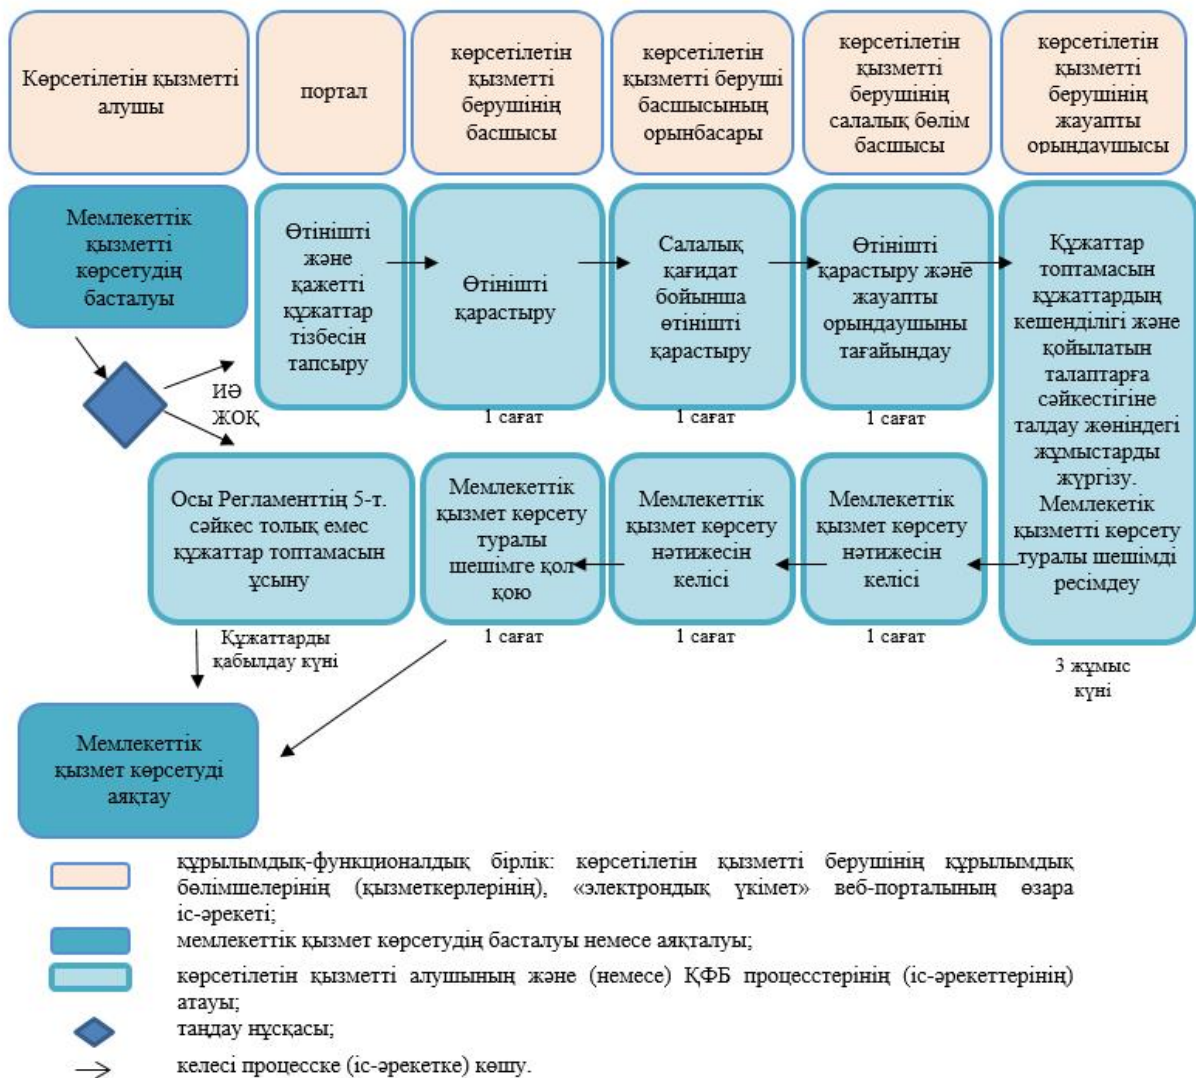 Көрсетілетін қызметті
алушы
портал
көрсетілетін
қызметті
берушінің
басшысы
көрсетілетін
қызметті беруші
басшысының
орынбасары
көрсетілетін
қызметті
берушінің
салалық бөлім
басшысы
көрсетілетін
қызметті
берушінің
жауапты
орындаушысы
Мемлекеттік
қызметті
көрсетудің
басталуы
Өтінішті
және
қажетті
құжаттар
тізбесін
тапсыру
Өтінішті
қарастыру
Салалық
қағидат
бойынша
өтінішті
қарастыру
Өтінішті
қарастыру және
жауапты
орындаушыны
тағайындау
Құжаттар
топтамасын
құжаттардың
кешенділігі және
қойылатын
талаптарға
сәйкестігіне
талдау жөніндегі
жұмыстарды
жүргізу.
Мемлекетік
қызметті көрсету
туралы шешімді
ресімдеу
ИӘ
ЖОҚ
1 сағат
1 сағат
1 сағат
Осы Регламенттің 5-т.
сәйкес толық емес
құжаттар топтамасын
ұсыну
Мемлекеттік
қызмет көрсету
туралы
шешімге қол
қою
Мемлекеттік
қызмет көрсету
нәтижесін
келісі
Мемлекеттік
қызмет көрсету
нәтижесін
келісі
Құжаттарды
қабылдау күні
1 сағат
1 сағат
1 сағат
3 жұмыс
күні
Мемлекеттік
қызмет көрсетуді
аяқтау
құрылымдық-функционалдық бірлік: көрсетілетін қызметті берушінің құрылымдық
бөлімшелерінің (қызметкерлерінің), «электрондық үкімет» веб-порталының өзара
іс-әрекеті;
мемлекеттік қызмет көрсетудің басталуы немесе аяқталуы;
көрсетілетін қызметті алушының және (немесе) ҚФБ процесстерінің (іс-әрекеттерінің)
атауы;
таңдау нұсқасы;
келесі процесске (іс-әрекетке) көшу.